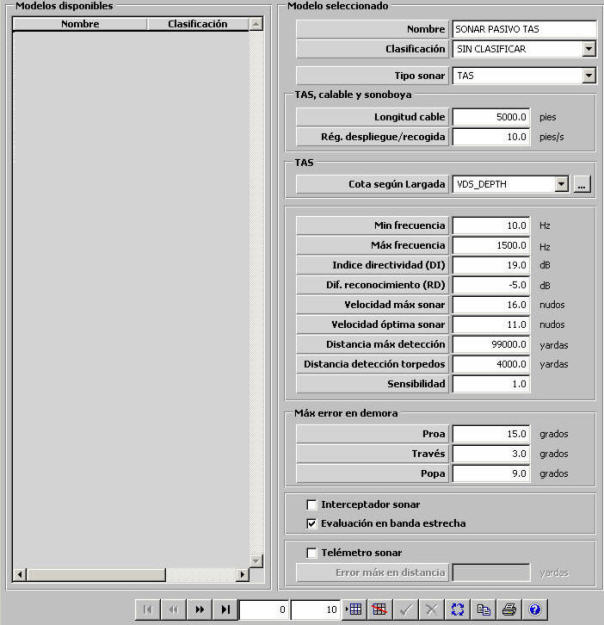 Modelos disponibles
Nombre Clasificación
Modelo seleccionado
Nombre SONAR PASIVO TAS
Clasificación SIN CLASIFICAR
Tipo sonar TAS
TAS, calable y sonoboya
Longitud cable 5000.0 pies
Rég. despliegue/recogida 10.0 pies/s
TAS
Cota según Largada VDS_DEPTH ...
Min frecuencia 10.0 Hz
Máx frecuencia 1500.0 Hz
Indice directividad (DI) 19.0 dB
Dif. reconocimiento (RD) -5.0 dB
Velocidad máx sonar 16.0 nudos
Velocidad óptima sonar 11.0 nudos
Distancia máx detección 99000.0 yardas
Distancia detección torpedos 4000.0 yardas
Sensibilidad 1.0
Máx error en demora
Proa 15.0 grados
Través 3.0 grados
Popa 9.0 grados
Interceptador sonar
Evaluación en banda estrecha
Telémetro sonar
Error máx en distancia yardas
0 10